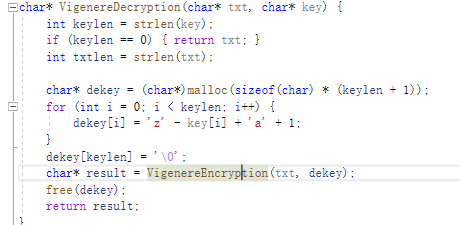 char* VigenereDecryption(char* txt, char* key) {
    int keylen = strlen(key);
    if (keylen == 0) { return txt; }
    int txtlen = strlen(txt);

    char* dekey = (char*)malloc(sizeof(char) * (keylen + 1));
    for (int i = 0; i < keylen; i++) {
        dekey[i] = 'z' - key[i] + 'a' + 1;
    }
    dekey[keylen] = '\0';
    char* result = VigenereEncryption(txt, dekey);
    free(dekey);
    return result;
}